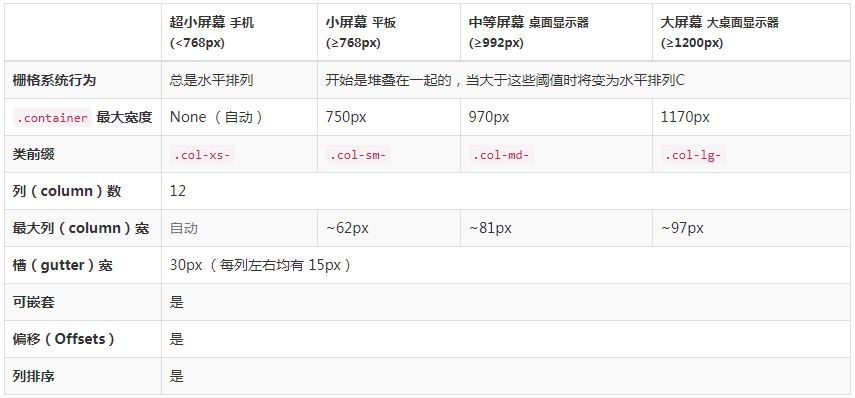 超小屏幕 手机 小屏幕 平板 中等屏幕 桌面显示器 大屏幕 大桌面显示器
(<768px) (≥768px) (≥992px) (≥1200px)
栅格系统行为 总是水平排列 开始是堆叠在一起的，当大于这些阈值时将变为水平排列C
.container 最大宽度 None （自动） 750px 970px 1170px
类前缀 .col-xs- .col-sm- .col-md- .col-lg-
列（column）数 12
最大列（column）宽 自动 ~62px ~81px ~97px
槽（gutter）宽 30px （每列左右均有 15px）
可嵌套 是
偏移（Offsets） 是
列排序 是